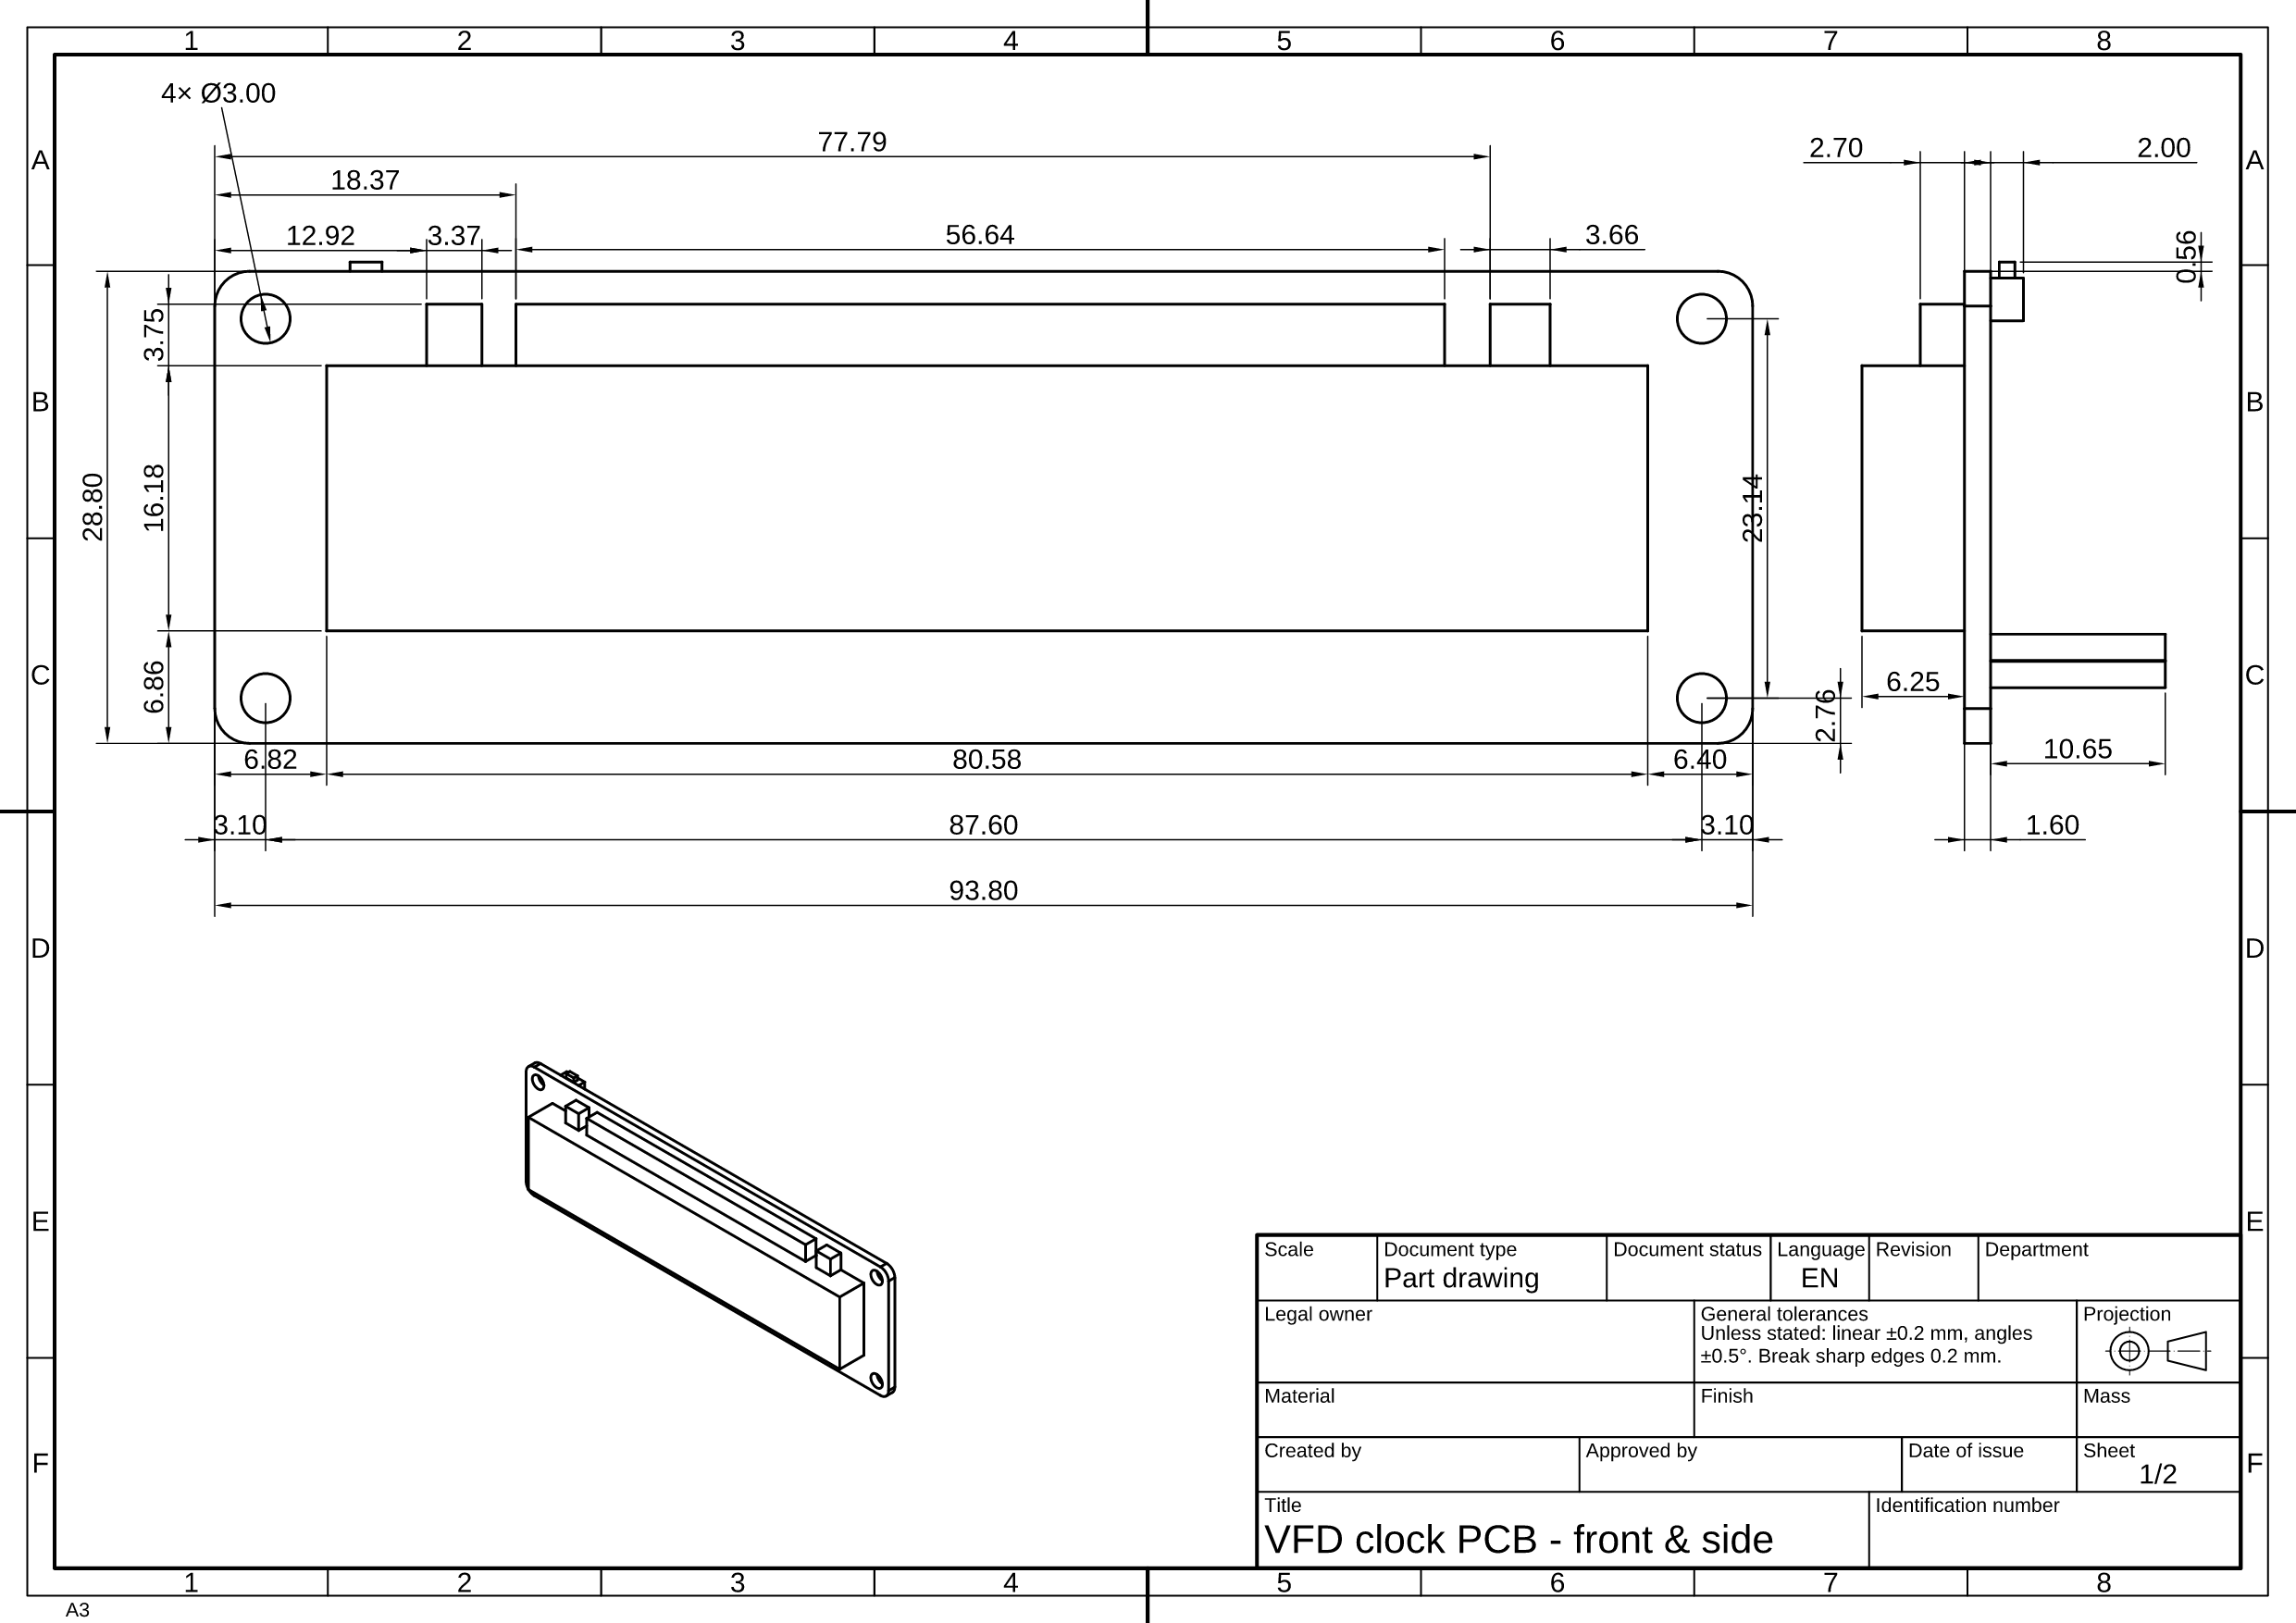 1 2 3 4 5 6 7 8
4× Ø3.00
77.79
2.70 2.00
A A
18.37
12.92 3.37 56.64 3.66
0.56
3.75
B B
16.18
28.80
23.14
6.86
C C
6.25
2.76
6.82 80.58 6.40
10.65
3.10 87.60 3.10 1.60
93.80
D D
E E
Scale Document type Document status Language Revision Department
Part drawing EN
Legal owner General tolerances Projection
Unless stated: linear ±0.2 mm, angles
±0.5°. Break sharp edges 0.2 mm.
Material Finish Mass
Created by Approved by Date of issue Sheet
F F
1/2
Title Identification number
VFD clock PCB - front & side
1 2 3 4 5 6 7 8
A3